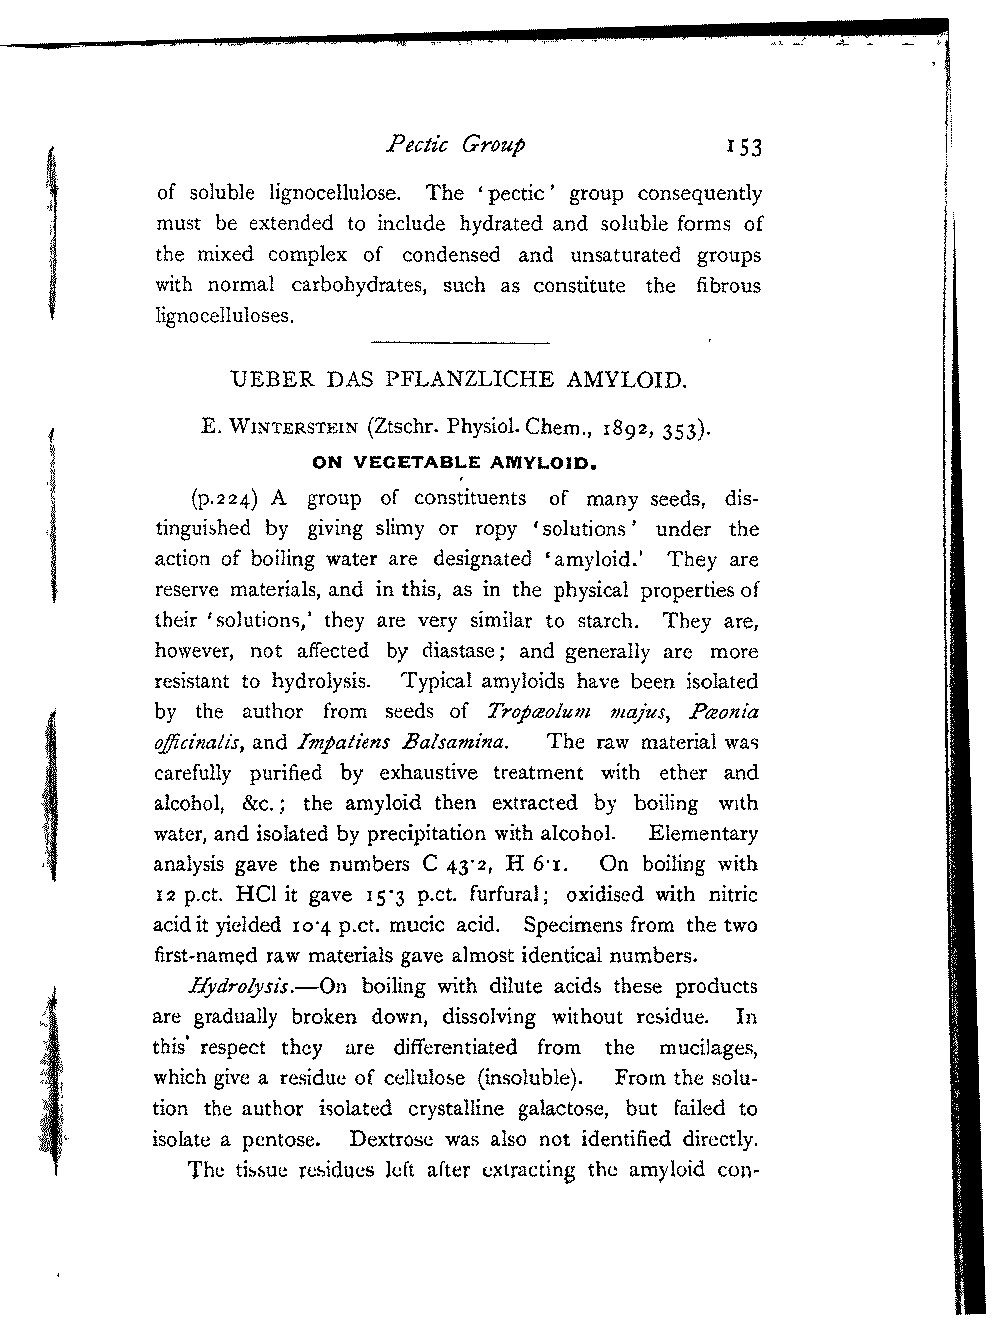 Pectic Group 153
of soluble lignocellulose. The ‘pectic’ group consequently
must be extended to include hydrated and soluble forms of
the mixed complex of condensed and unsaturated groups
with normal carbohydrates, such as constitute the fibrous
lignocelluloses.
UEBER DAS PFLANZLICHE AMYLOID.
E. WINTERSTEIN (Ztschr. Physiol. Chem., 1892, 353).
ON VEGETABLE AMYLOID.
(p.224) A group of constituents of many seeds, dis-
tinguished by giving slimy or ropy ‘solutions’ under the
action of boiling water are designated ‘amyloid.’ They are
reserve materials, and in this, as in the physical properties of
their ‘solutions,’ they are very similar to starch. They are,
however, not affected by diastase; and generally are more
resistant to hydrolysis. Typical amyloids have been isolated
by the author from seeds of Tropæolum majus, Pæonia
officinalis, and Impatiens Balsamina. The raw material was
carefully purified by exhaustive treatment with ether and
alcohol, &c.; the amyloid then extracted by boiling with
water, and isolated by precipitation with alcohol. Elementary
analysis gave the numbers C 43·2, H 6·1. On boiling with
12 p.ct. HCl it gave 15·3 p.ct. furfural; oxidised with nitric
acid it yielded 10·4 p.ct. mucic acid. Specimens from the two
first-named raw materials gave almost identical numbers.
Hydrolysis.—On boiling with dilute acids these products
are gradually broken down, dissolving without residue. In
this respect they are differentiated from the mucilages,
which give a residue of cellulose (insoluble). From the solu-
tion the author isolated crystalline galactose, but failed to
isolate a pentose. Dextrose was also not identified directly.
The tissue residues left after extracting the amyloid con-